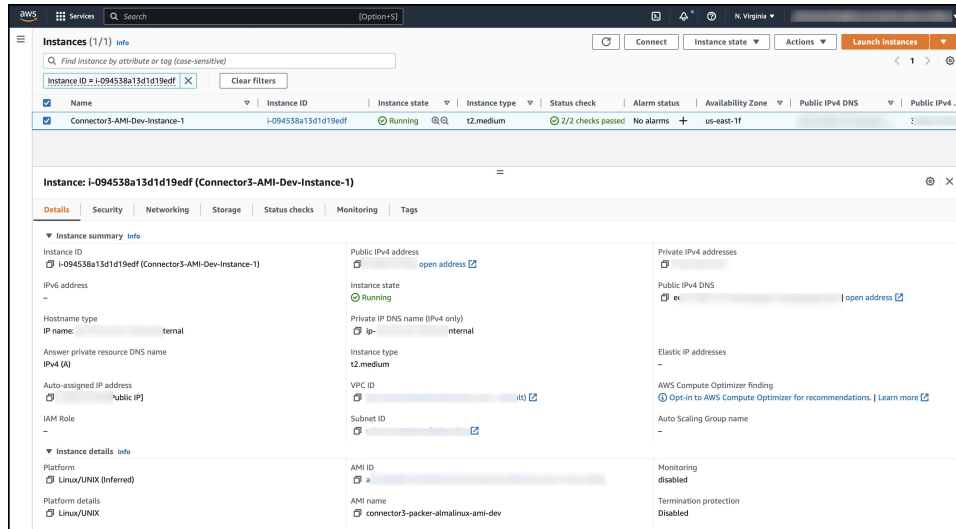 aws Services Search [Option+S] N. Virginia
Instances (1/1) Info Connect Instance state Actions Launch instances
Find instance by attribute or tag (case-sensitive) 1
Instance ID = i-094538a13d1d19edf Clear filters
Name Instance ID Instance state Instance type Status check Alarm status Availability Zone Public IPv4 DNS Public IPv4 ...
Connector3-AMI-Dev-Instance-1 i-094538a13d1d19edf Running t2.medium 2/2 checks passed No alarms + us-east-1f
Instance: i-094538a13d1d19edf (Connector3-AMI-Dev-Instance-1)
Details Security Networking Storage Status checks Monitoring Tags
Instance summary Info
Instance ID Public IPv4 address Private IPv4 addresses
i-094538a13d1d19edf (Connector3-AMI-Dev-Instance-1) open address
IPv6 address Instance state Public IPv4 DNS
– Running | open address
Hostname type Private IP DNS name (IPv4 only)
IP name: ternal ip- nternal
Answer private resource DNS name Instance type Elastic IP addresses
IPv4 (A) t2.medium –
Auto-assigned IP address VPC ID AWS Compute Optimizer finding
Public IP] lt) Opt-in to AWS Compute Optimizer for recommendations. | Learn more
IAM Role Subnet ID Auto Scaling Group name
– –
Instance details Info
Platform AMI ID Monitoring
Linux/UNIX (Inferred) a disabled
Platform details AMI name Termination protection
Linux/UNIX connector3-packer-almalinux-ami-dev Disabled